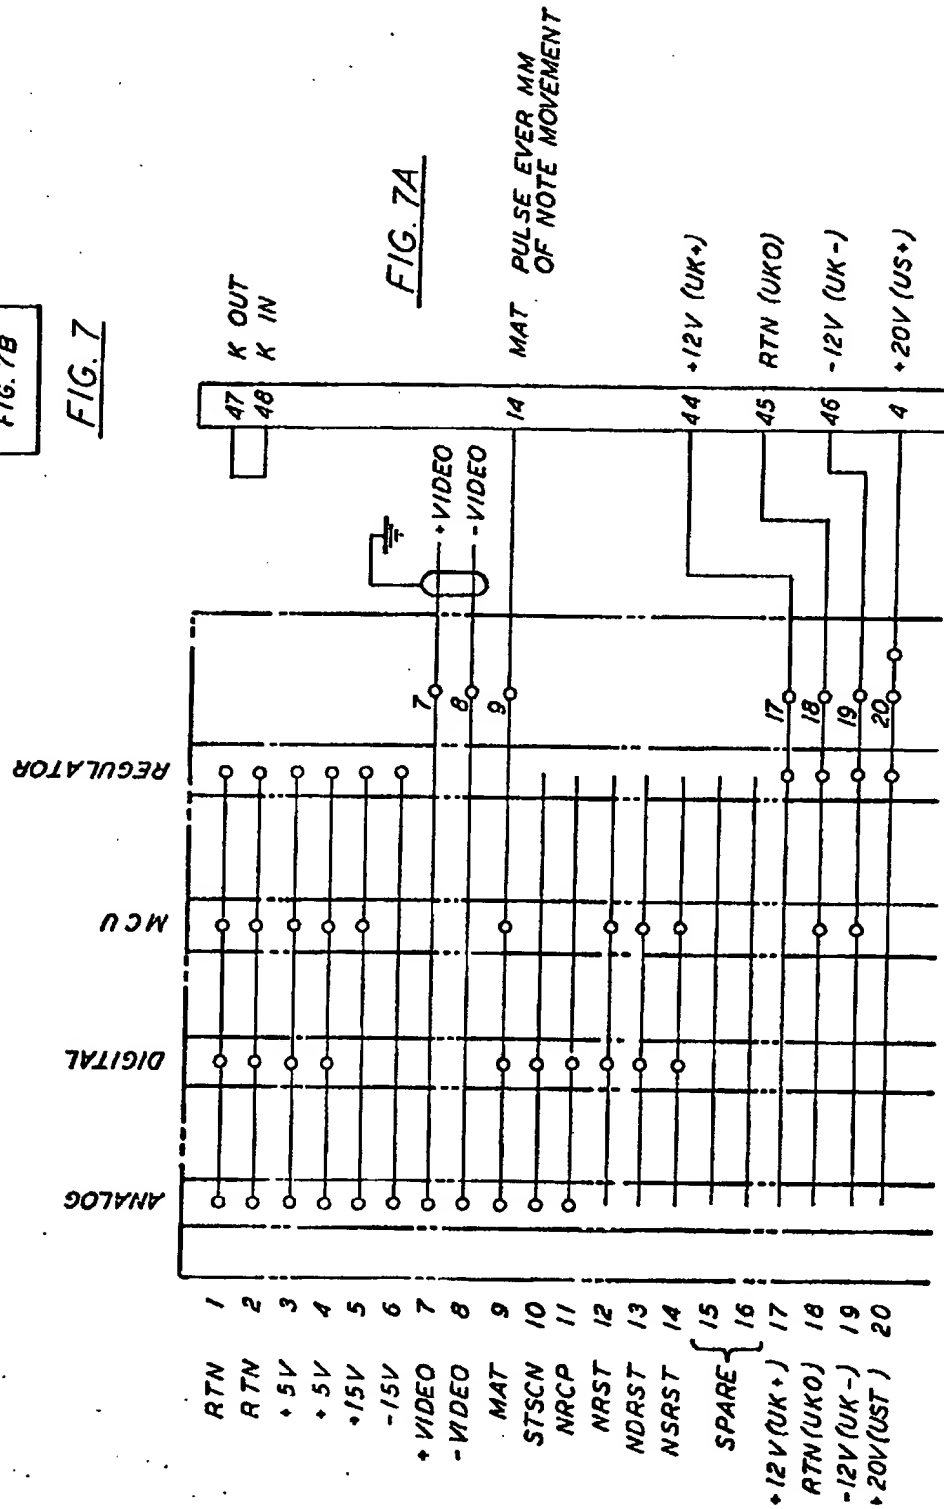 FIG. 7B
FIG. 7
FIG. 7A
REGULATOR
MCU
DIGITAL
ANALOG
RTN 1
RTN 2
+5V 3
+5V 4
+15V 5
-15V 6
+VIDEO 7
-VIDEO 8
MAT 9
STSCN 10
NRCP 11
NRST 12
NDRST 13
NSRST 14
15
SPARE
16
+12V (UK+) 17
RTN (UKO) 18
-12V (UK-) 19
+20V (UST) 20
7
8
9
17
18
19
20
+VIDEO
-VIDEO
47 K OUT
48 K IN
14 MAT PULSE EVER MM
OF NOTE MOVEMENT
44 +12V (UK+)
45 RTN (UKO)
46 -12V (UK-)
4 +20V (US+)